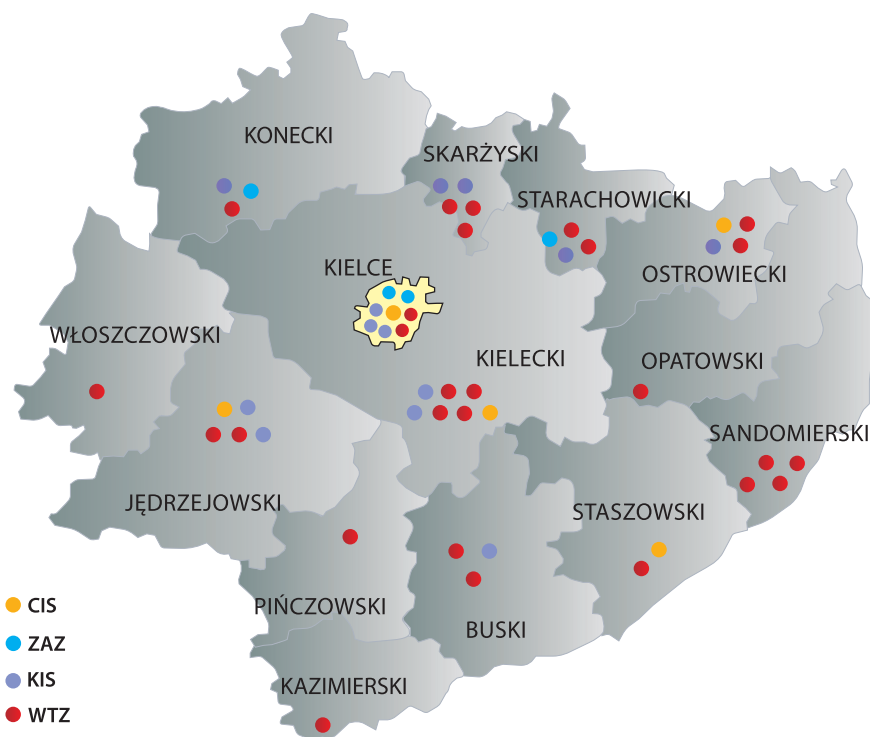 KONECKI
SKARŻYSKI
STARACHOWICKI
KIELCE
OSTROWIECKI
WŁOSZCZOWSKI
KIELECKI
OPATOWSKI
SANDOMIERSKI
JĘDRZEJOWSKI
STASZOWSKI
PIŃCZOWSKI
BUSKI
KAZIMIERSKI
CIS
ZAZ
KIS
WTZ